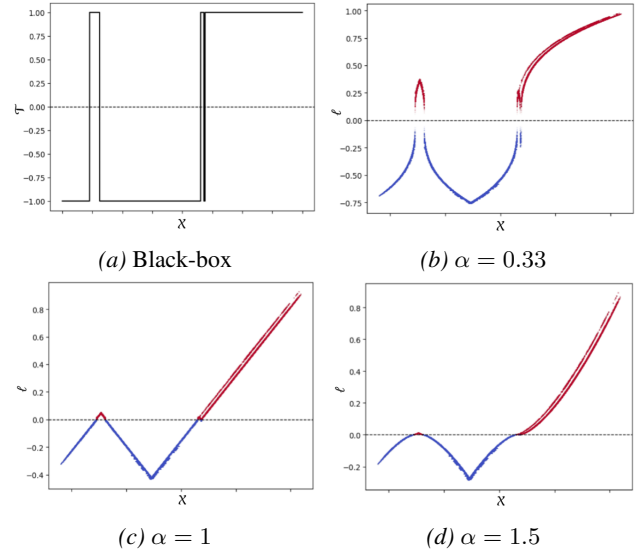 1.00
0.75
0.50
0.25
0.00
−0.25
−0.50
−0.75
−1.00
𝒯
x
(a) Black-box
1.00
0.75
0.50
0.25
0.00
−0.25
−0.50
−0.75
ℓ
x
(b) α = 0.33
0.8
0.6
0.4
0.2
0.0
−0.2
−0.4
ℓ
x
(c) α = 1
0.8
0.6
0.4
0.2
0.0
−0.2
ℓ
x
(d) α = 1.5